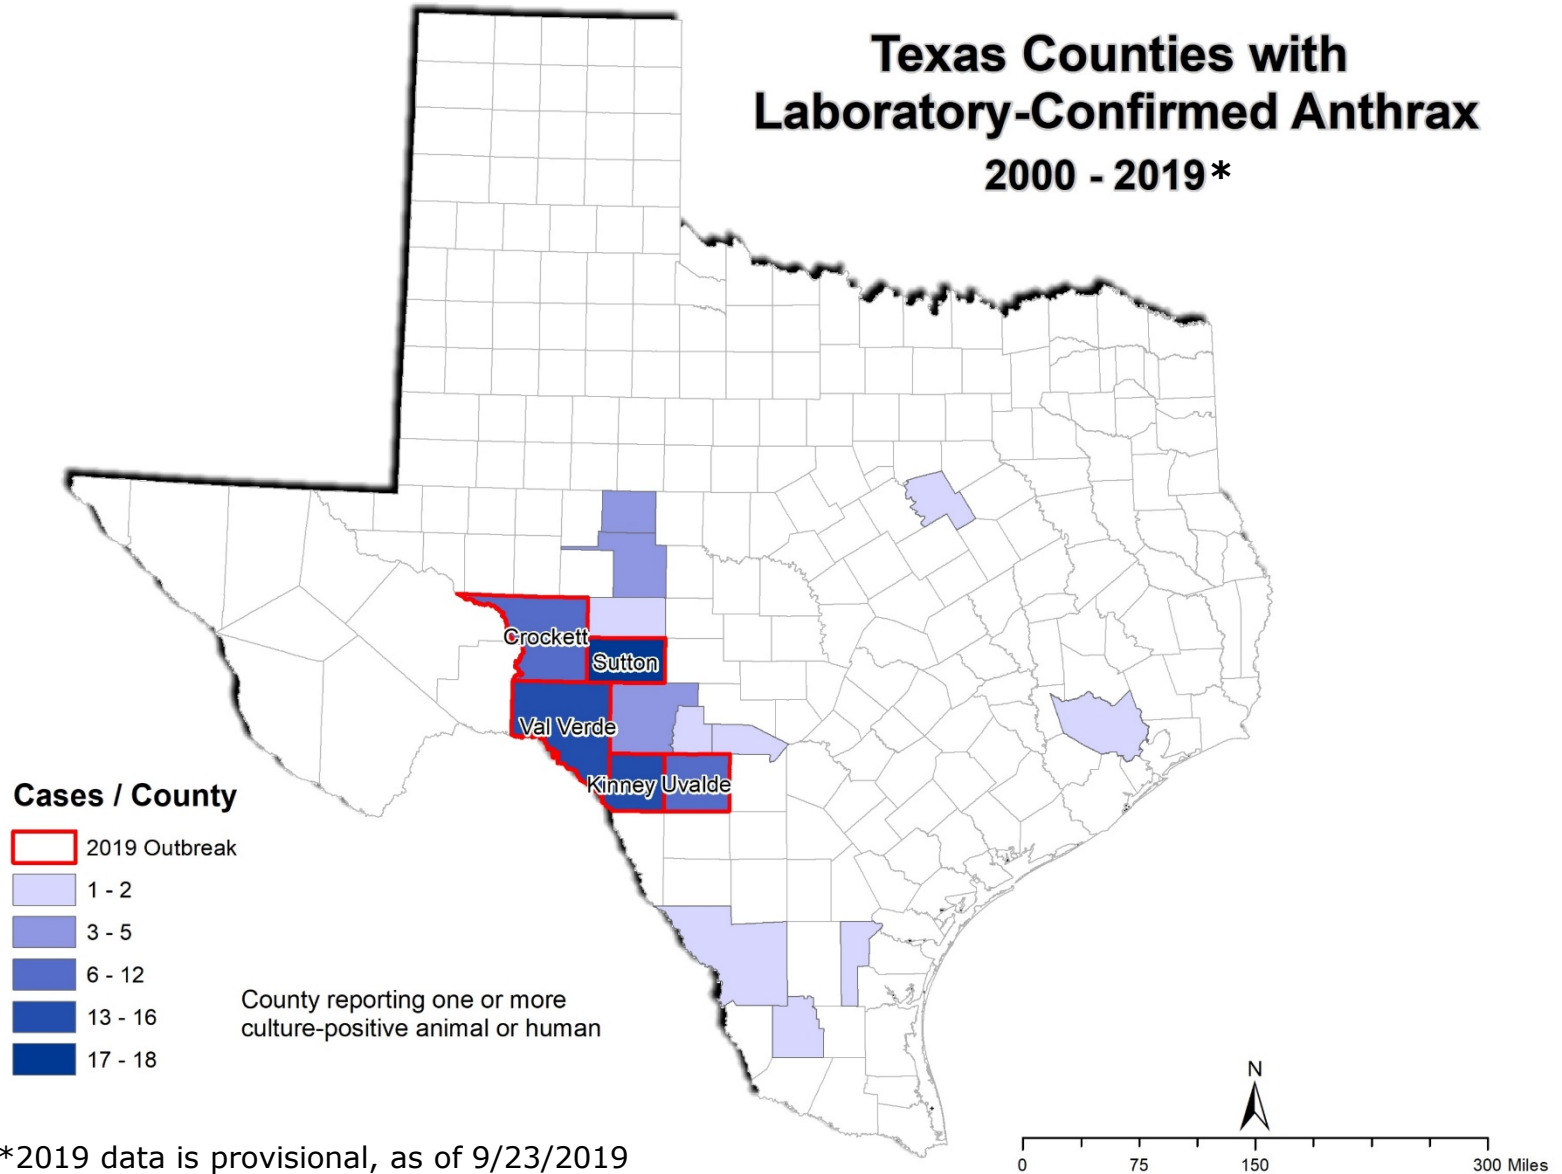 Texas Counties with
Laboratory-Confirmed Anthrax
2000 - 2019*
Crockett
Sutton
Val Verde
Kinney
Uvalde
Cases / County
2019 Outbreak
1 - 2
3 - 5
6 - 12
13 - 16
17 - 18
County reporting one or more
culture-positive animal or human
N
0 75 150 300 Miles
*2019 data is provisional, as of 9/23/2019